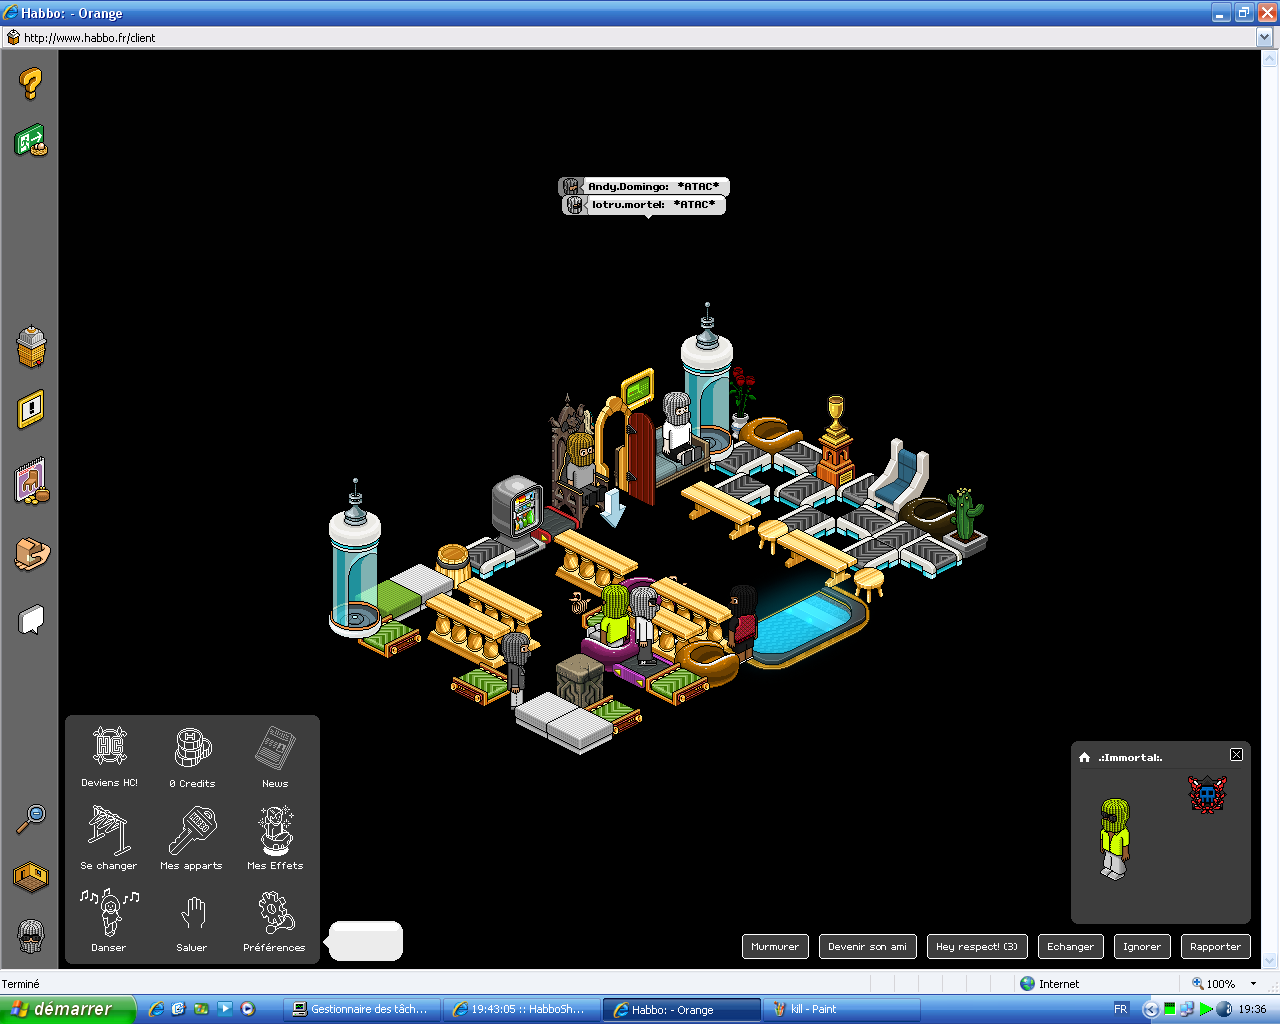 Habbo: - Orange
http://www.habbo.fr/client
Andy.Domingo: *ATAC*
lotru.mortel: *ATAC*
Deviens HC!
0 Credits
News
Se changer
Mes apparts
Mes Effets
Danser
Saluer
Préférences
.:Immortal:.
Murmurer
Devenir son ami
Hey respect! (3)
Echanger
Ignorer
Rapporter
Terminé
Internet
100%
démarrer
Gestionnaire des tâch...
19:43:05 :: HabboSh...
Habbo: - Orange
kill - Paint
FR
19:36